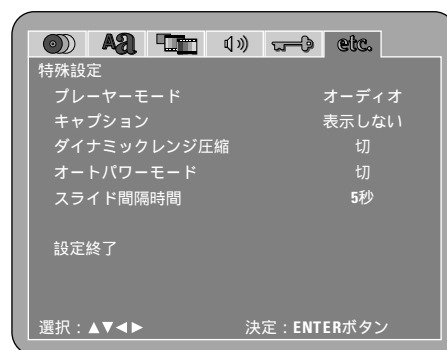 Aあ etc.
特殊設定
プレーヤーモード オーディオ
キャプション 表示しない
ダイナミックレンジ圧縮 切
オートパワーモード 切
スライド間隔時間 5秒
設定終了
選択：▲▼◀▶ 決定：ENTERボタン